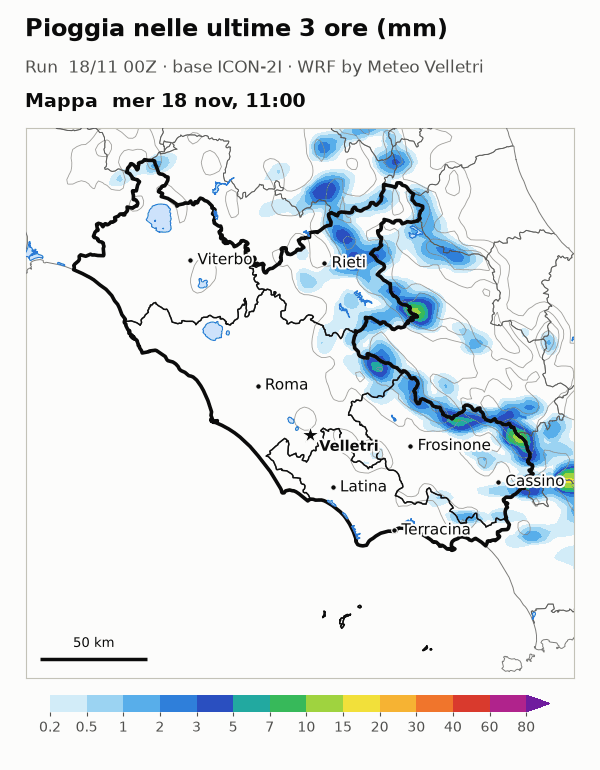 Pioggia nelle ultime 3 ore (mm)
Run  18/11 00Z · base ICON-2I · WRF by Meteo Velletri
Mappa  mer 18 nov, 11:00
Viterbo
Rieti
Roma
Velletri
Frosinone
Latina
Cassino
Terracina
50 km
0.2 0.5 1 2 3 5 7 10 15 20 30 40 60 80